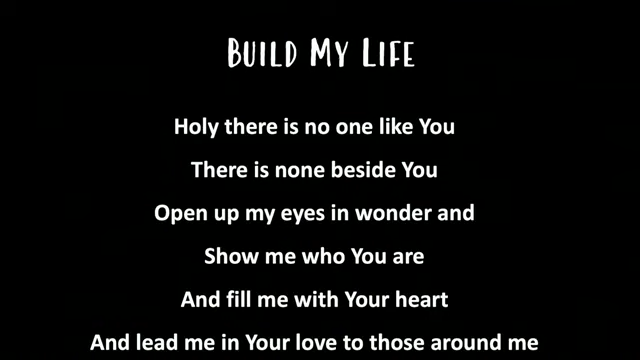 Build My Life
Holy there is no one like You
There is none beside You
Open up my eyes in wonder and
Show me who You are
And fill me with Your heart
And lead me in Your love to those around me